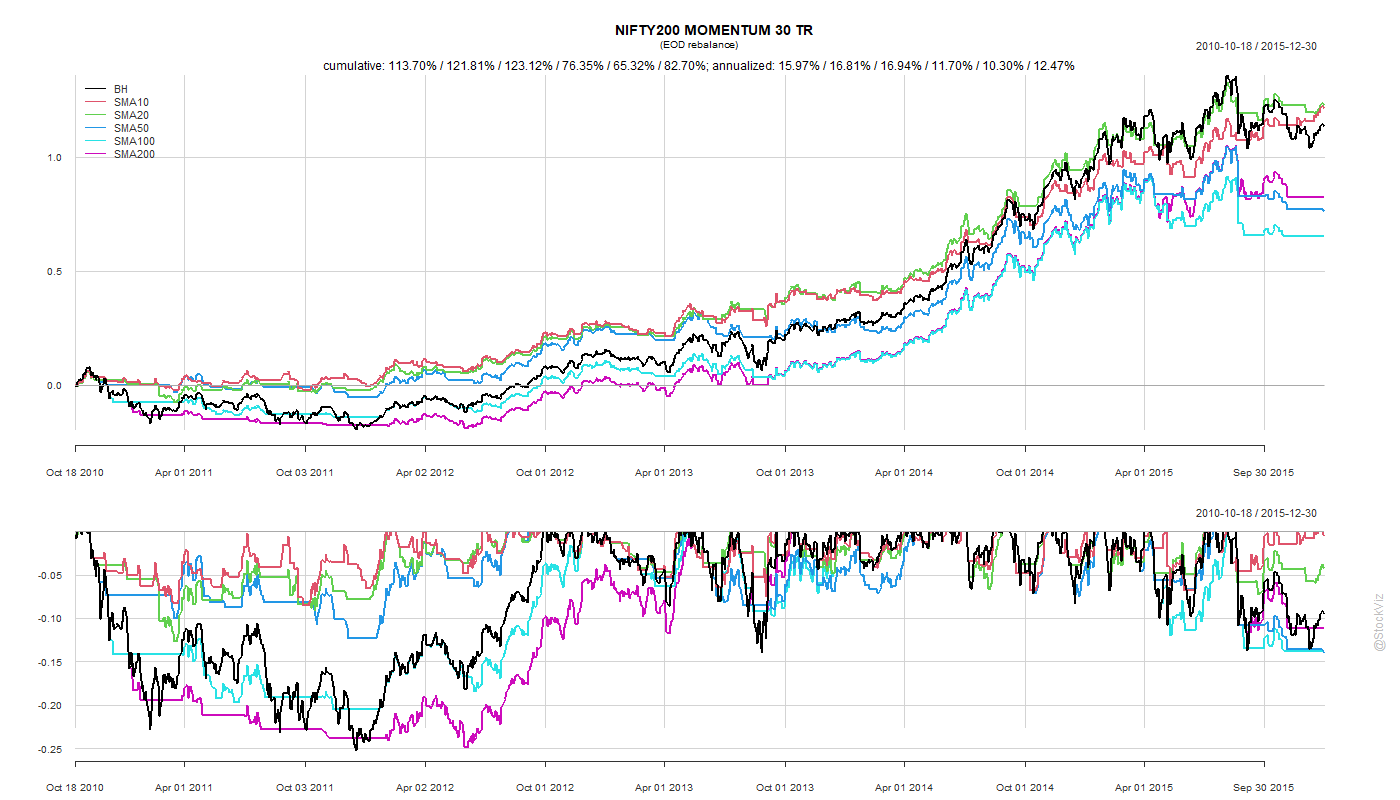 NIFTY200 MOMENTUM 30 TR
(EOD rebalance)
2010-10-18 / 2015-12-30
cumulative: 113.70% / 121.81% / 123.12% / 76.35% / 65.32% / 82.70%; annualized: 15.97% / 16.81% / 16.94% / 11.70% / 10.30% / 12.47%
BH
SMA10
SMA20
SMA50
SMA100
SMA200
1.0
0.5
0.0
Oct 18 2010 Apr 01 2011 Oct 03 2011 Apr 02 2012 Oct 01 2012 Apr 01 2013 Oct 01 2013 Apr 01 2014 Oct 01 2014 Apr 01 2015 Sep 30 2015
2010-10-18 / 2015-12-30
-0.05
-0.10
-0.15
-0.20
-0.25
Oct 18 2010 Apr 01 2011 Oct 03 2011 Apr 02 2012 Oct 01 2012 Apr 01 2013 Oct 01 2013 Apr 01 2014 Oct 01 2014 Apr 01 2015 Sep 30 2015
@StockViz